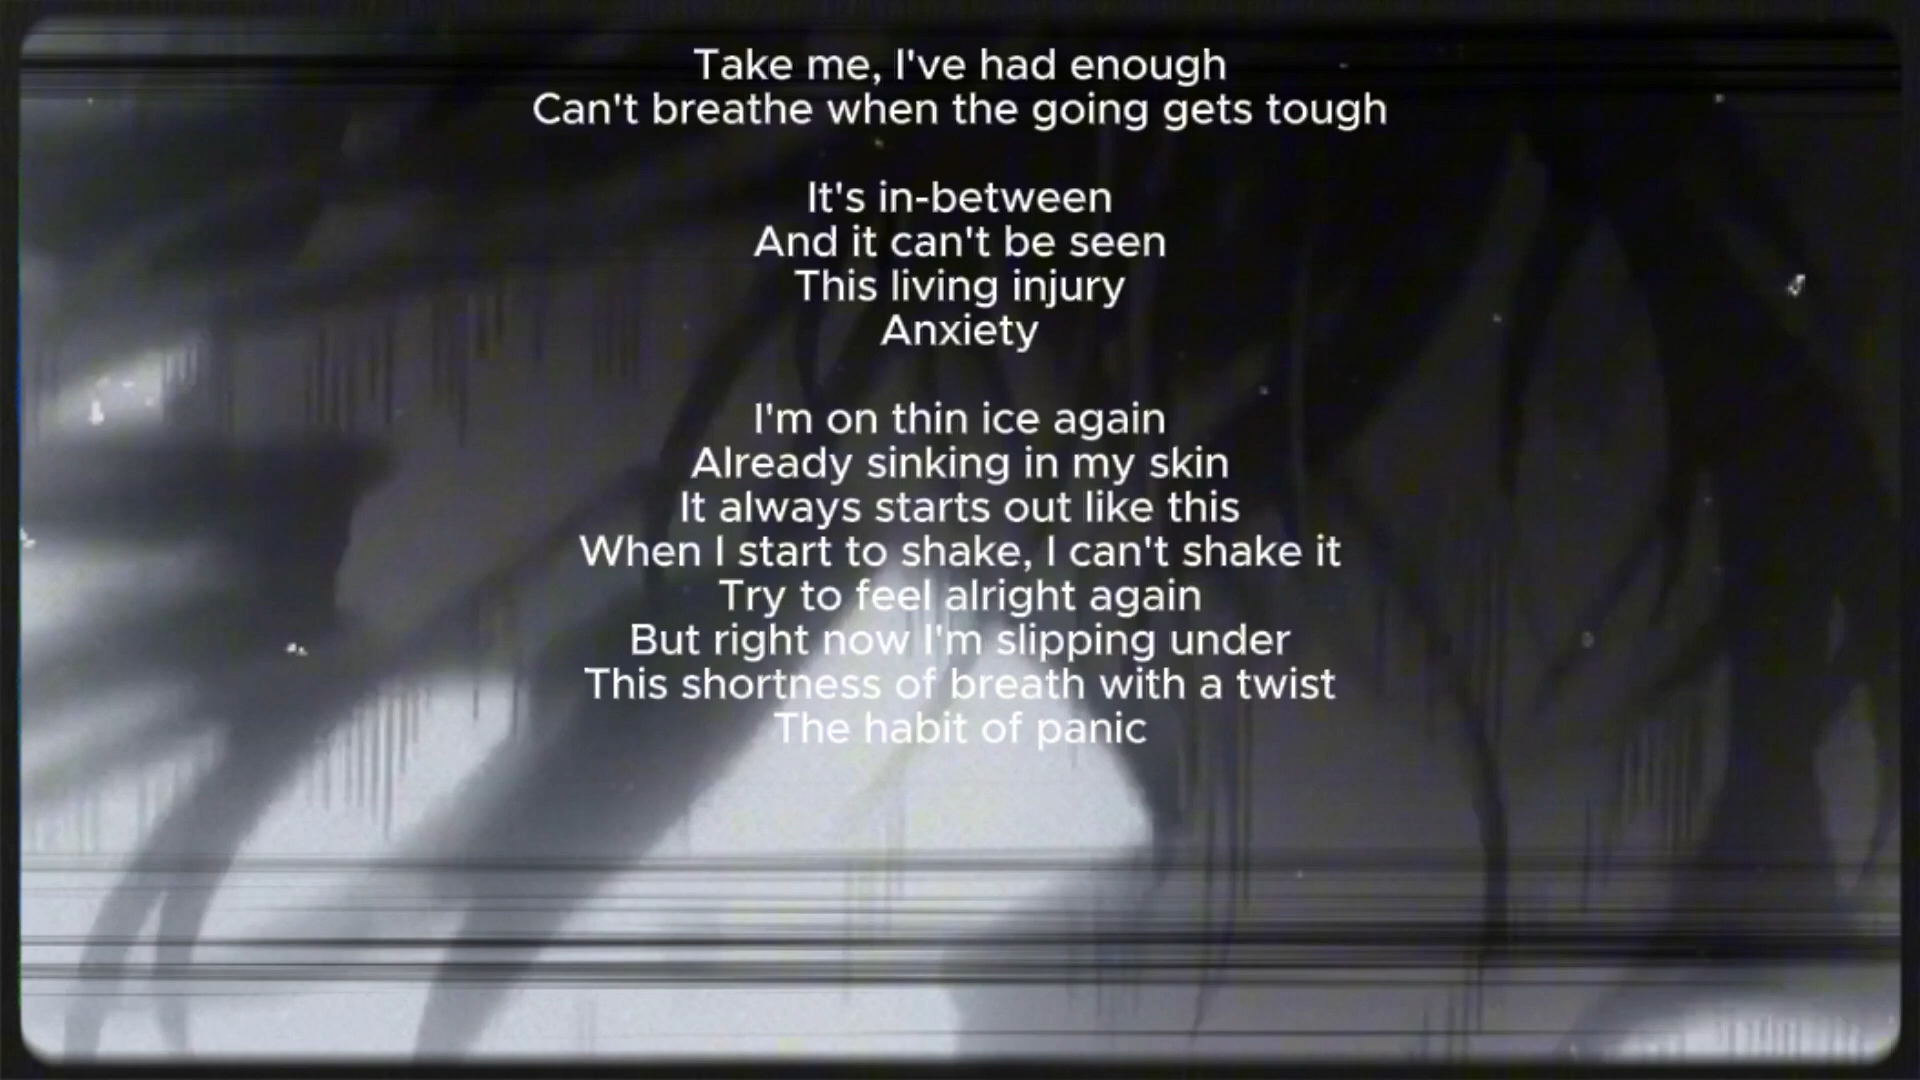 Take me, I've had enough
Can't breathe when the going gets tough
It's in-between
And it can't be seen
This living injury
Anxiety
I'm on thin ice again
Already sinking in my skin
It always starts out like this
When I start to shake, I can't shake it
Try to feel alright again
But right now I'm slipping under
This shortness of breath with a twist
The habit of panic